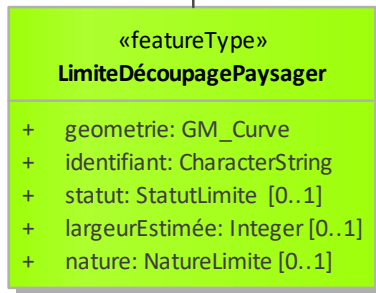 «featureType»
LimiteDécoupagePaysager
+ geometrie: GM_Curve
+ identifiant: CharacterString
+ statut: StatutLimite [0..1]
+ largeurEstimée: Integer [0..1]
+ nature: NatureLimite [0..1]